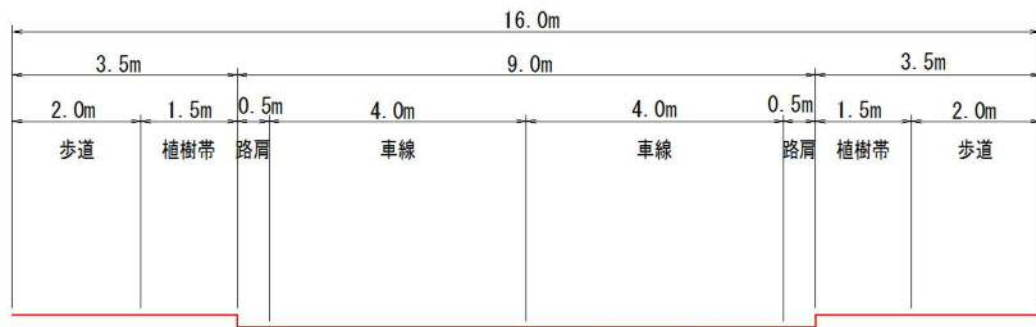 16.0m
3.5m 9.0m 3.5m
2.0m 1.5m 0.5m 4.0m 4.0m 0.5m 1.5m 2.0m
歩道 植樹帯 路肩 車線 車線 路肩 植樹帯 歩道